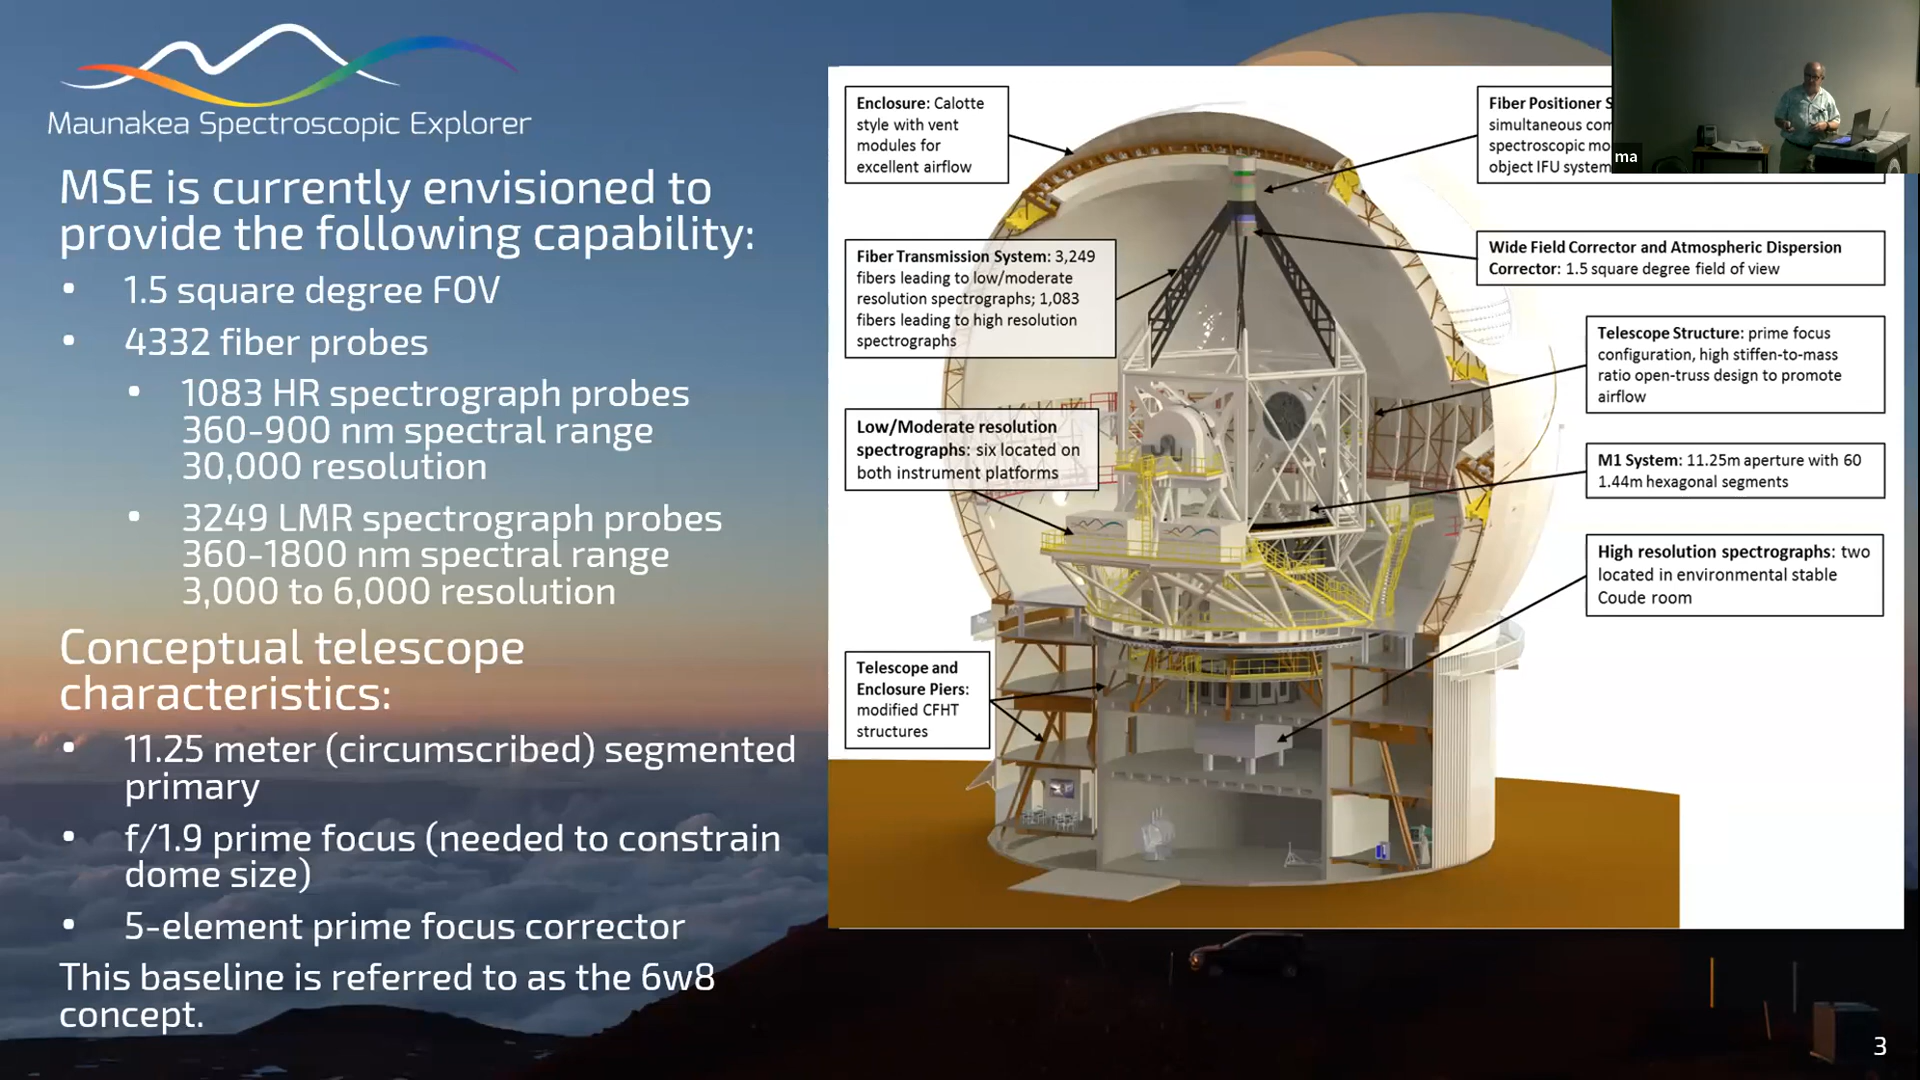 Maunakea Spectroscopic Explorer
MSE is currently envisioned to
provide the following capability:
• 1.5 square degree FOV
• 4332 fiber probes
• 1083 HR spectrograph probes
360-900 nm spectral range
30,000 resolution
• 3249 LMR spectrograph probes
360-1800 nm spectral range
3,000 to 6,000 resolution
Conceptual telescope
characteristics:
• 11.25 meter (circumscribed) segmented
primary
• f/1.9 prime focus (needed to constrain
dome size)
• 5-element prime focus corrector
This baseline is referred to as the 6w8
concept.
Enclosure: Calotte
style with vent
modules for
excellent airflow
Fiber Transmission System: 3,249
fibers leading to low/moderate
resolution spectrographs; 1,083
fibers leading to high resolution
spectrographs
Low/Moderate resolution
spectrographs: six located on
both instrument platforms
Telescope and
Enclosure Piers:
modified CFHT
structures
Fiber Positioner
simultaneous
spectroscopic
object IFU system
Wide Field Corrector and Atmospheric Dispersion
Corrector: 1.5 square degree field of view
Telescope Structure: prime focus
configuration, high stiffen-to-mass
ratio open-truss design to promote
airflow
M1 System: 11.25m aperture with 60
1.44m hexagonal segments
High resolution spectrographs: two
located in environmental stable
Coude room
ma
3